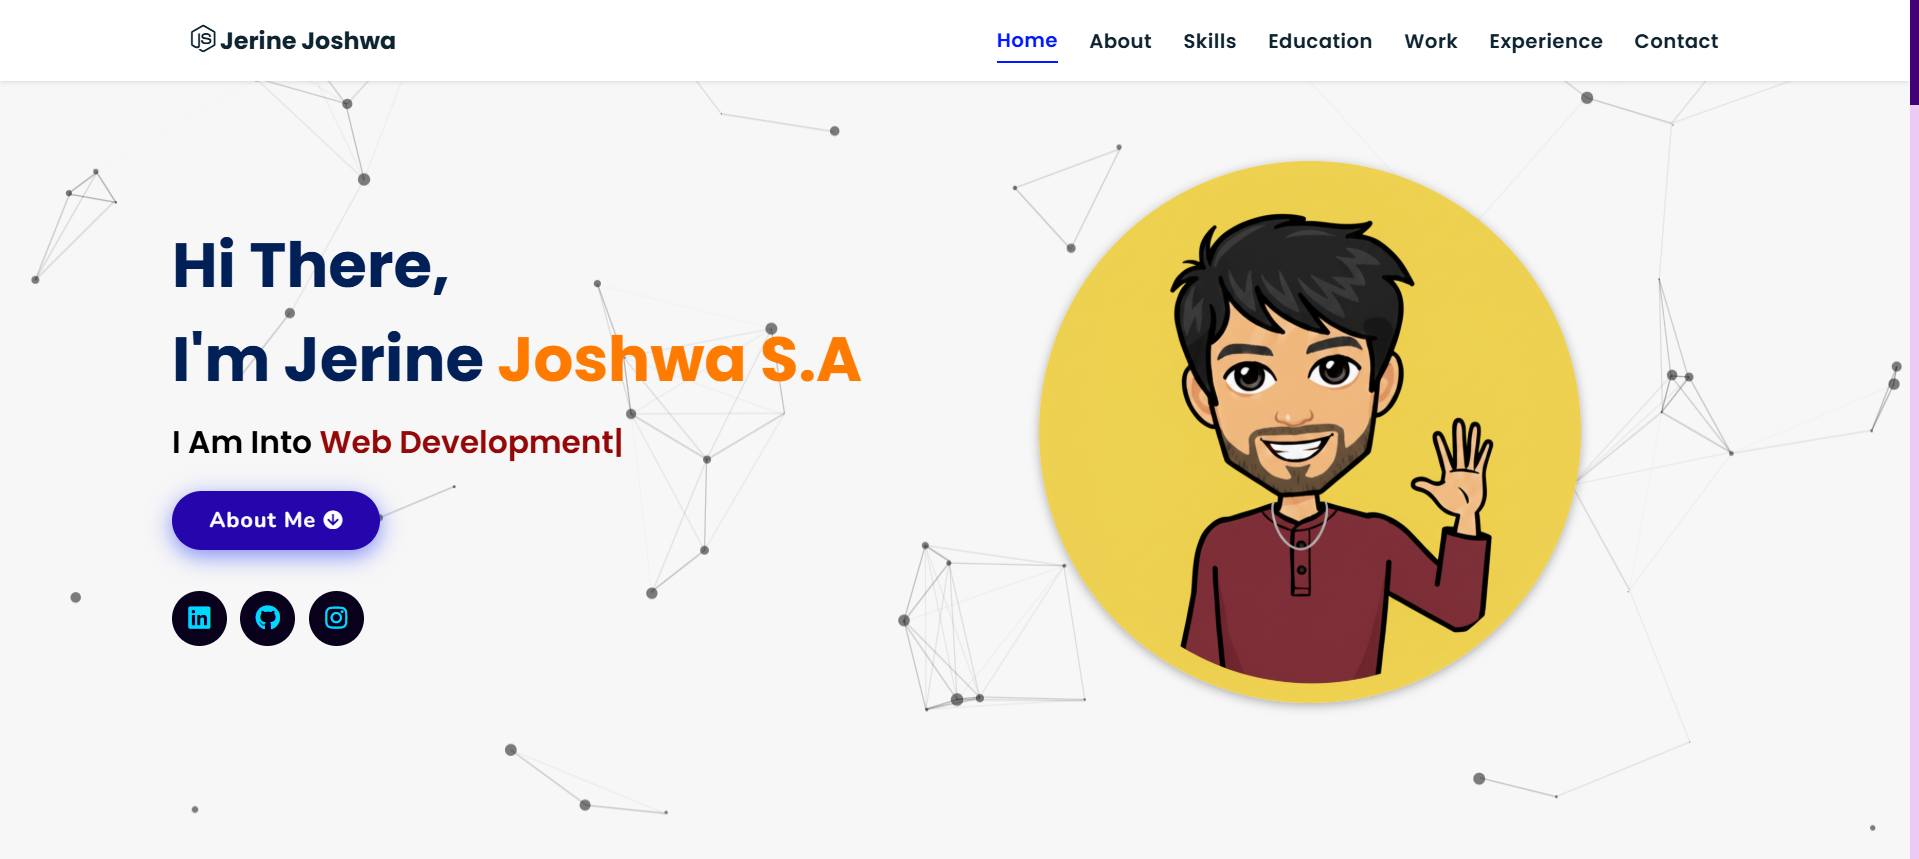 Jerine Joshwa
Home About Skills Education Work Experience Contact
Hi There,
I'm Jerine Joshwa S.A
I Am Into Web Development|
About Me